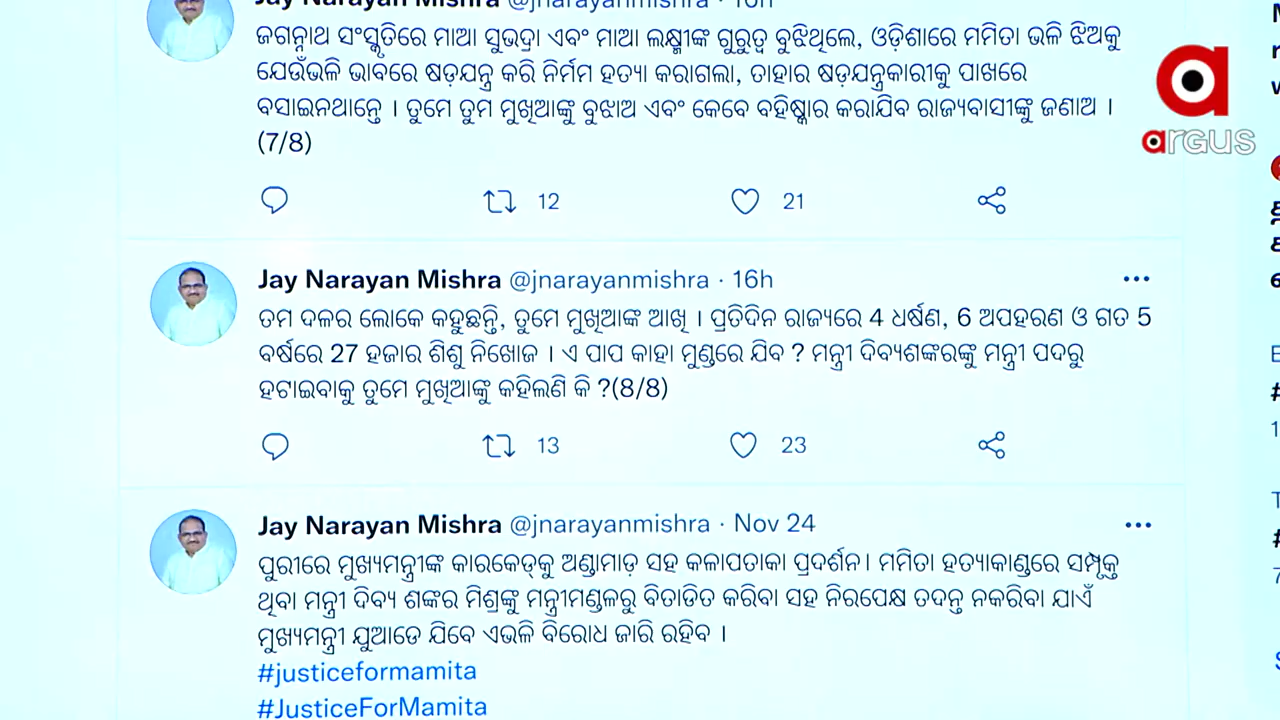 Jay Narayan Mishra @jnarayanmishra · 16h
ଜଗନ୍ନାଥ ସଂସ୍କୃତିରେ ମାଆ ସୁଭଦ୍ରା ଏବଂ ମାଆ ଲକ୍ଷ୍ମୀଙ୍କ ଗୁରୁତ୍ୱ ବୁଝିଥିଲେ, ଓଡ଼ିଶାରେ ମମିତା ଭଳି ଝିଅକୁ
ଯେଉଁଭଳି ଭାବରେ ଷଡ଼ଯନ୍ତ୍ର କରି ନିର୍ମମ ହତ୍ୟା କରାଗଲା, ତାହାର ଷଡ଼ଯନ୍ତ୍ରକାରୀକୁ ପାଖରେ
ବସାଇନଥାନ୍ତେ । ତୁମେ ତୁମ ମୁଖିଆଙ୍କୁ ବୁଝାଅ ଏବଂ କେବେ ବହିଷ୍କାର କରାଯିବ ରାଜ୍ୟବାସୀଙ୍କୁ ଜଣାଅ ।
(7/8)
12 21
argus
Jay Narayan Mishra @jnarayanmishra · 16h
ତମ ଦଳର ଲୋକେ କହୁଛନ୍ତି, ତୁମେ ମୁଖିଆଙ୍କ ଆଖି । ପ୍ରତିଦିନ ରାଜ୍ୟରେ 4 ଧର୍ଷଣ, 6 ଅପହରଣ ଓ ଗତ 5
ବର୍ଷରେ 27 ହଜାର ଶିଶୁ ନିଖୋଜ । ଏ ପାପ କାହା ମୁଣ୍ଡରେ ଯିବ ? ମନ୍ତ୍ରୀ ଦିବ୍ୟଶଙ୍କରଙ୍କୁ ମନ୍ତ୍ରୀ ପଦରୁ
ହଟାଇବାକୁ ତୁମେ ମୁଖିଆଙ୍କୁ କହିଲଣି କି ?(8/8)
13 23
Jay Narayan Mishra @jnarayanmishra · Nov 24
ପୁରୀରେ ମୁଖ୍ୟମନ୍ତ୍ରୀଙ୍କ କାରକେଡ୍‌କୁ ଅଣ୍ଡାମାଡ଼ ସହ କଳାପତାକା ପ୍ରଦର୍ଶନ। ମମିତା ହତ୍ୟାକାଣ୍ଡରେ ସମ୍ପୃକ୍ତ
ଥିବା ମନ୍ତ୍ରୀ ଦିବ୍ୟ ଶଙ୍କର ମିଶ୍ରଙ୍କୁ ମନ୍ତ୍ରୀମଣ୍ଡଳରୁ ବିତାଡିତ କରିବା ସହ ନିରପେକ୍ଷ ତଦନ୍ତ ନକରିବା ଯାଏଁ
ମୁଖ୍ୟମନ୍ତ୍ରୀ ଯୁଆଡେ ଯିବେ ଏଭଳି ବିରୋଧ ଜାରି ରହିବ ।
#justiceformamita
#JusticeForMamita